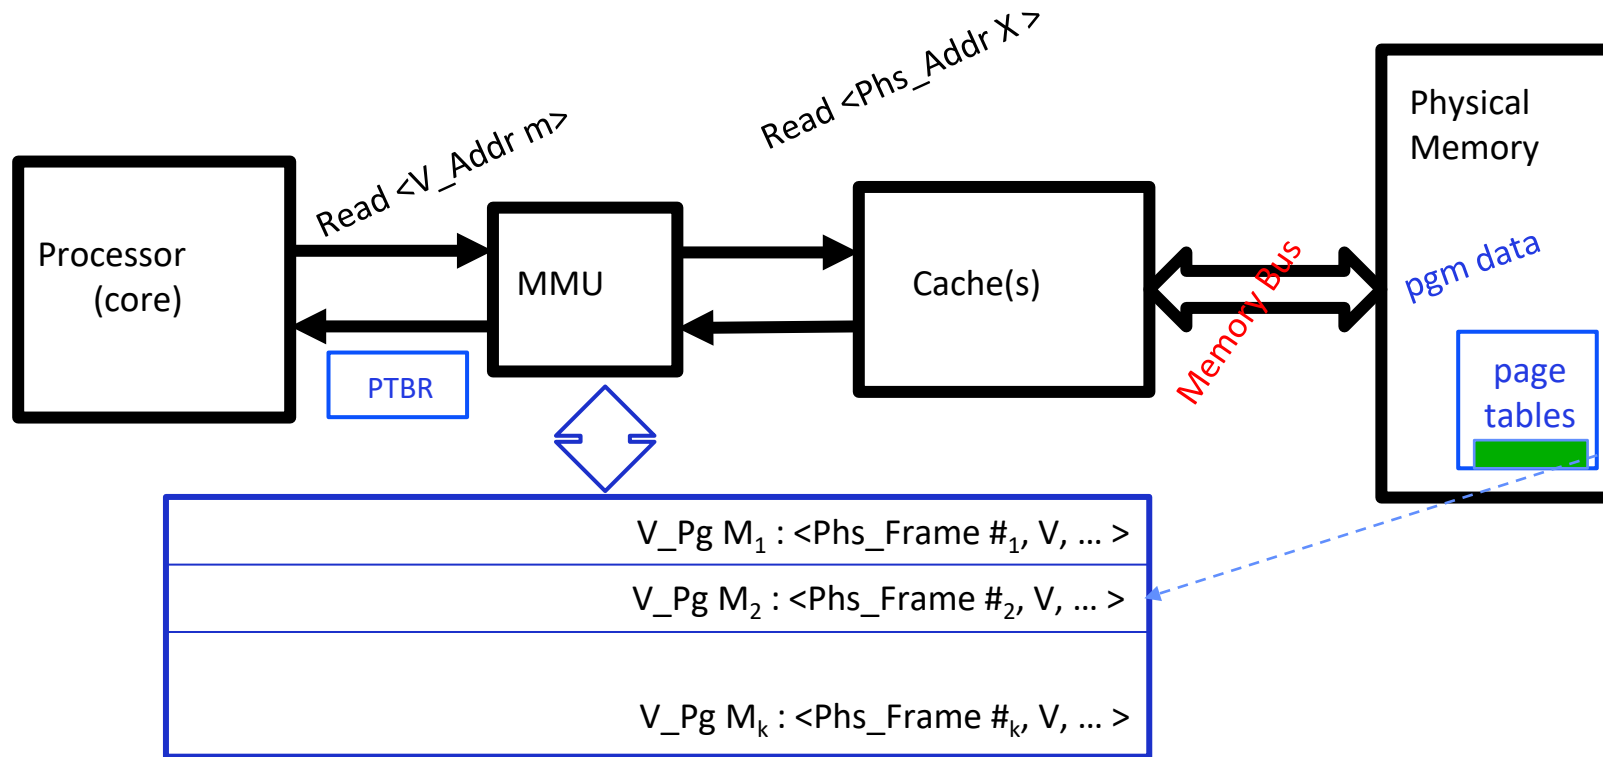 Read <V_Addr m>
Read <Phs_Addr X >
Physical
Memory
Processor
(core)
MMU
Cache(s)
Memory Bus
pgm data
PTBR
page
tables
V_Pg M₁ : <Phs_Frame #₁, V, ... >
V_Pg M₂ : <Phs_Frame #₂, V, ... >
V_Pg Mₖ : <Phs_Frame #ₖ, V, ... >